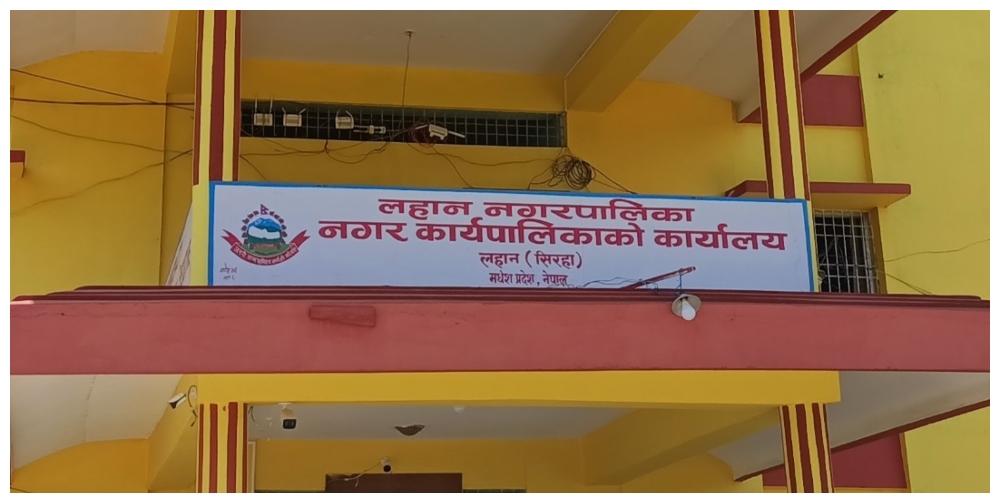 लहान नगरपालिका
नगर कार्यपालिकाको कार्यालय
लहान (सिरहा)
मधेश प्रदेश, नेपाल